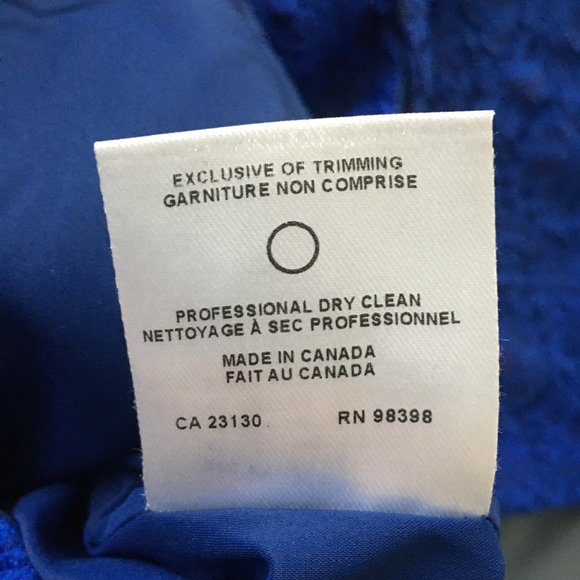 EXCLUSIVE OF TRIMMING
GARNITURE NON COMPRISE
PROFESSIONAL DRY CLEAN
NETTOYAGE À SEC PROFESSIONNEL
MADE IN CANADA
FAIT AU CANADA
CA 23130 RN 98398